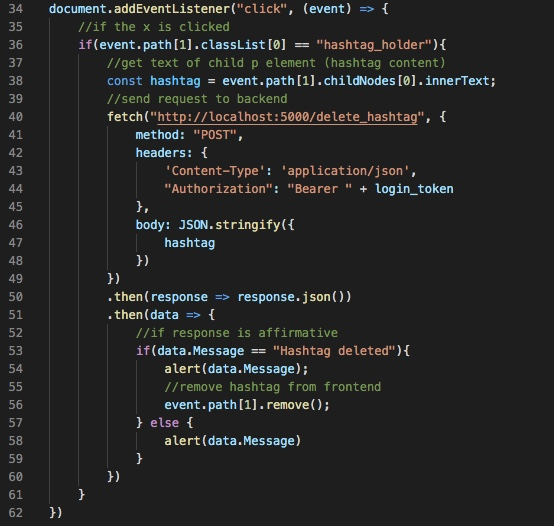 34 document.addEventListener("click", (event) => {
35 //if the x is clicked
36 if(event.path[1].classList[0] == "hashtag_holder"){
37 //get text of child p element (hashtag content)
38 const hashtag = event.path[1].childNodes[0].innerText;
39 //send request to backend
40 fetch("http://localhost:5000/delete_hashtag", {
41 method: "POST",
42 headers: {
43 'Content-Type': 'application/json',
44 "Authorization": "Bearer " + login_token
45 },
46 body: JSON.stringify({
47 hashtag
48 })
49 })
50 .then(response => response.json())
51 .then(data => {
52 //if response is affirmative
53 if(data.Message == "Hashtag deleted"){
54 alert(data.Message);
55 //remove hashtag from frontend
56 event.path[1].remove();
57 } else {
58 alert(data.Message)
59 }
60 })
61 }
62 })